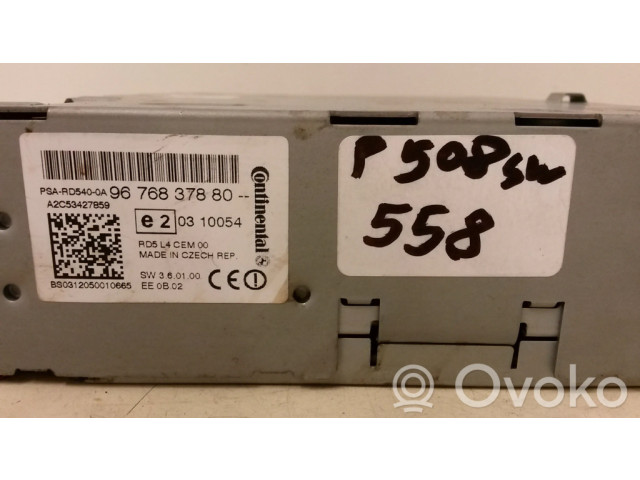 PSA-RD540-0A 96 768 378 80 --
A2C53427859
e2 03 10054
RD5 L4 CEM 00
MADE IN CZECH REP.
SW 3.6.01.00
EE 0B.02
BS0312050010665
CE
Continental
P 508 SW
558
Ovoko